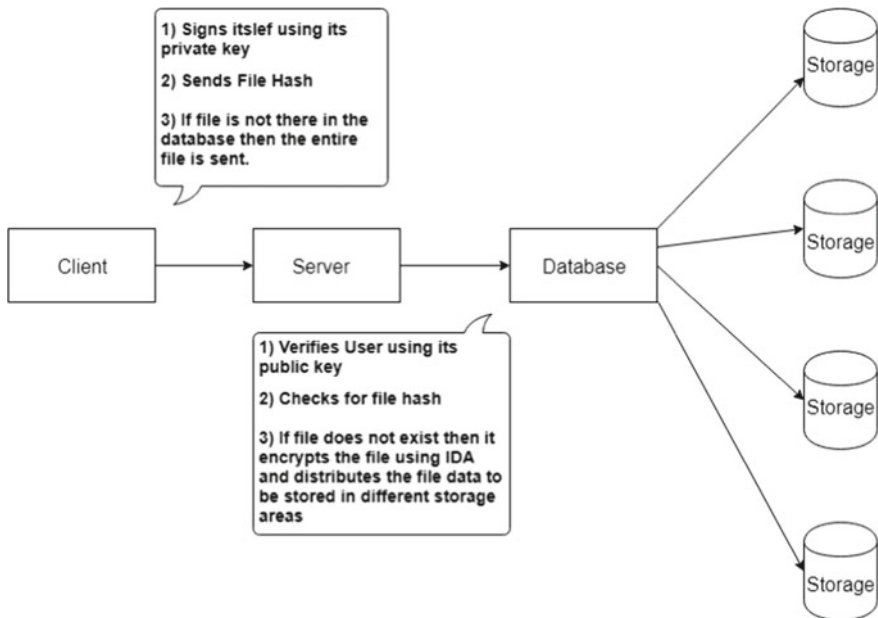 1) Signs itslef using its
private key
2) Sends File Hash
3) If file is not there in the
database then the entire
file is sent.
Storage
Storage
Client
Server
Database
1) Verifies User using its
public key
2) Checks for file hash
3) If file does not exist then it
encrypts the file using IDA
and distributes the file data to
be stored in different storage
areas
Storage
Storage